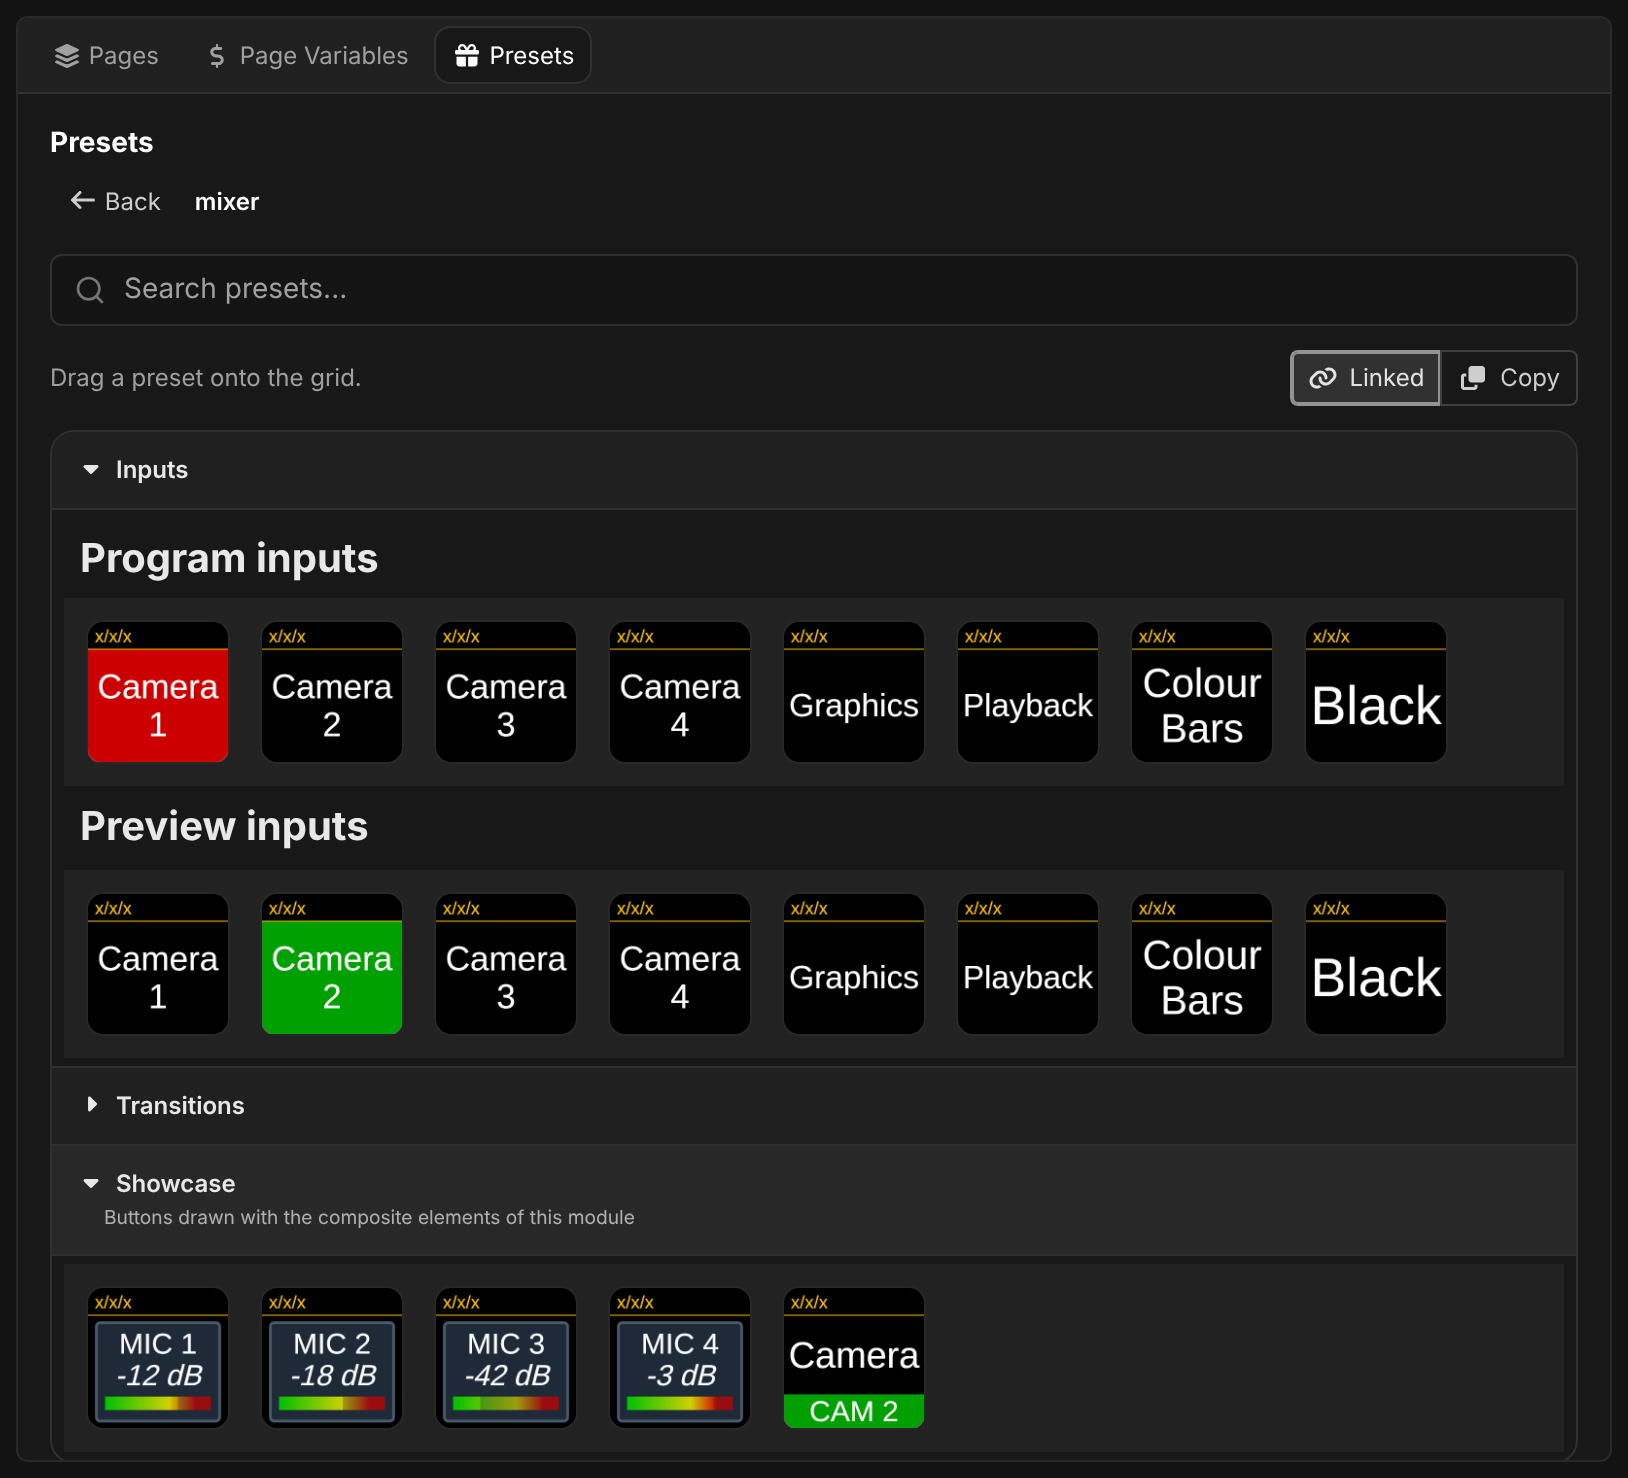 Pages
Page Variables
Presets
Presets
Back
mixer
Search presets...
Drag a preset onto the grid.
Linked
Copy
Inputs
Program inputs
x/x/x
Camera
1
x/x/x
Camera
2
x/x/x
Camera
3
x/x/x
Camera
4
x/x/x
Graphics
x/x/x
Playback
x/x/x
Colour
Bars
x/x/x
Black
Preview inputs
x/x/x
Camera
1
x/x/x
Camera
2
x/x/x
Camera
3
x/x/x
Camera
4
x/x/x
Graphics
x/x/x
Playback
x/x/x
Colour
Bars
x/x/x
Black
Transitions
Showcase
Buttons drawn with the composite elements of this module
x/x/x
MIC 1
-12 dB
x/x/x
MIC 2
-18 dB
x/x/x
MIC 3
-42 dB
x/x/x
MIC 4
-3 dB
x/x/x
Camera
CAM 2